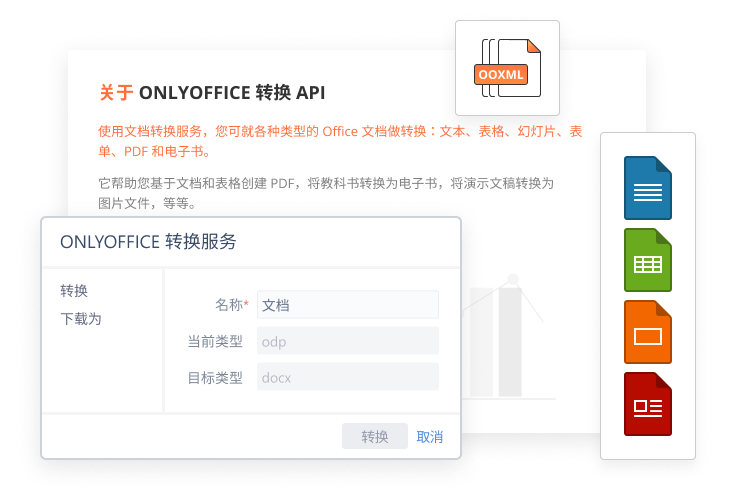 OOXML
关于 ONLYOFFICE 转换 API
使用文档转换服务，您可就各种类型的 Office 文档做转换：文本、表格、幻灯片、表
单、PDF 和电子书。
它帮助您基于文档和表格创建 PDF，将教科书转换为电子书，将演示文稿转换为
图片文件，等等。
ONLYOFFICE 转换服务
转换
下载为
名称* 文档
当前类型 odp
目标类型 docx
转换 取消